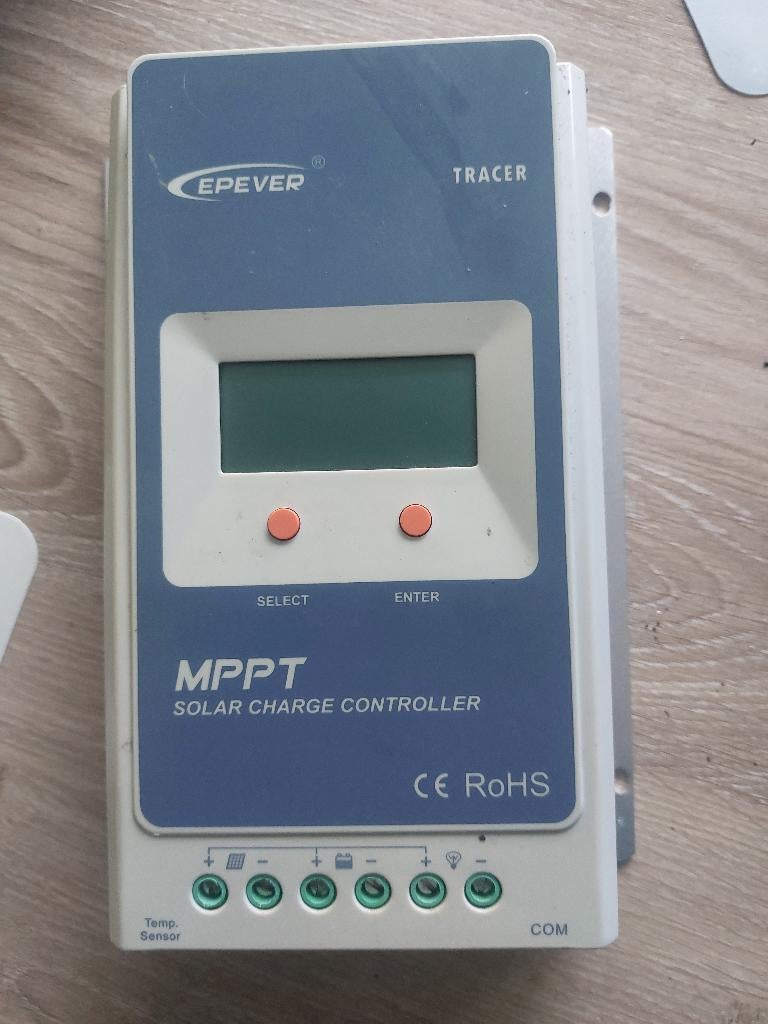 EPEVER ®
TRACER
SELECT
ENTER
MPPT
SOLAR CHARGE CONTROLLER
CE RoHS
+ − + − + −
Temp.
Sensor
COM